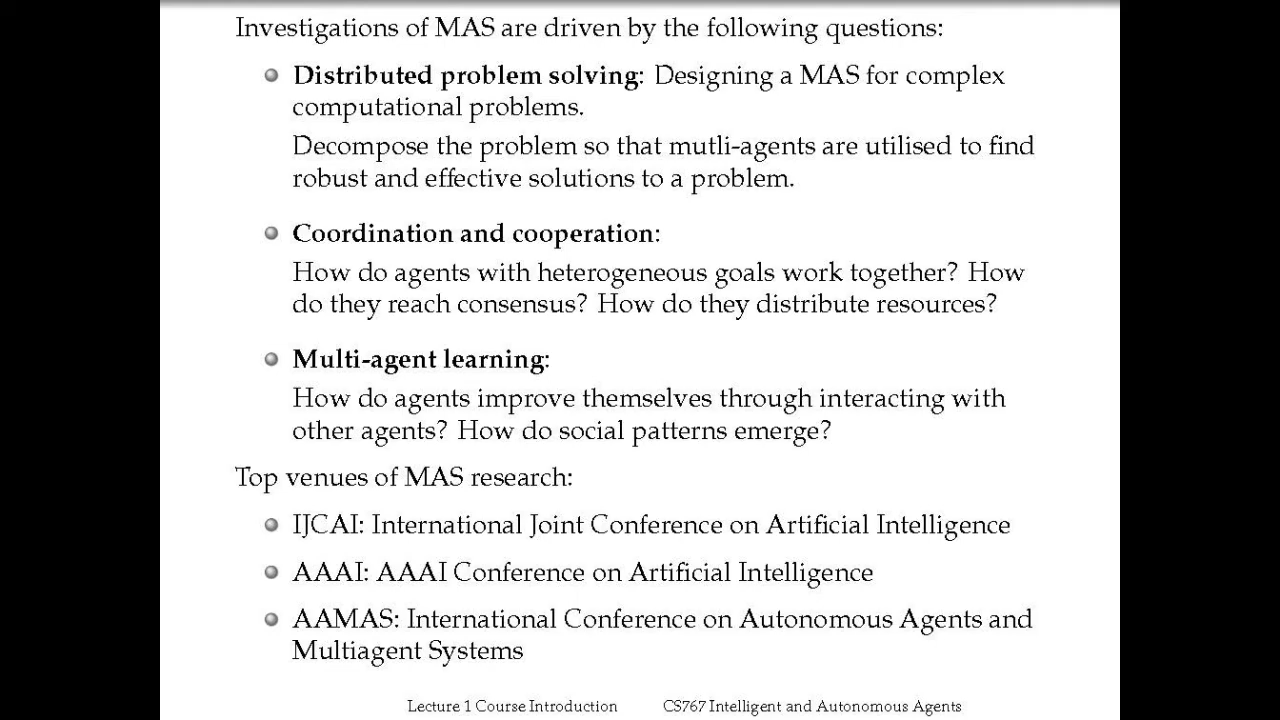 Investigations of MAS are driven by the following questions:
Distributed problem solving: Designing a MAS for complex
computational problems.
Decompose the problem so that mutli-agents are utilised to find
robust and effective solutions to a problem.
Coordination and cooperation:
How do agents with heterogeneous goals work together? How
do they reach consensus? How do they distribute resources?
Multi-agent learning:
How do agents improve themselves through interacting with
other agents? How do social patterns emerge?
Top venues of MAS research:
IJCAI: International Joint Conference on Artificial Intelligence
AAAI: AAAI Conference on Artificial Intelligence
AAMAS: International Conference on Autonomous Agents and
Multiagent Systems
Lecture 1 Course Introduction CS767 Intelligent and Autonomous Agents